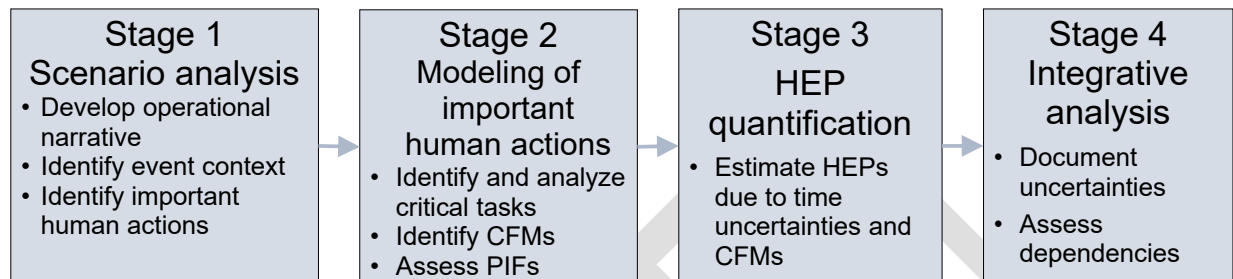 Stage 1
Scenario analysis
• Develop operational
narrative
• Identify event context
• Identify important
human actions
Stage 2
Modeling of
important
human actions
• Identify and analyze
critical tasks
• Identify CFMs
• Assess PIFs
Stage 3
HEP
quantification
• Estimate HEPs
due to time
uncertainties and
CFMs
Stage 4
Integrative
analysis
• Document
uncertainties
• Assess
dependencies